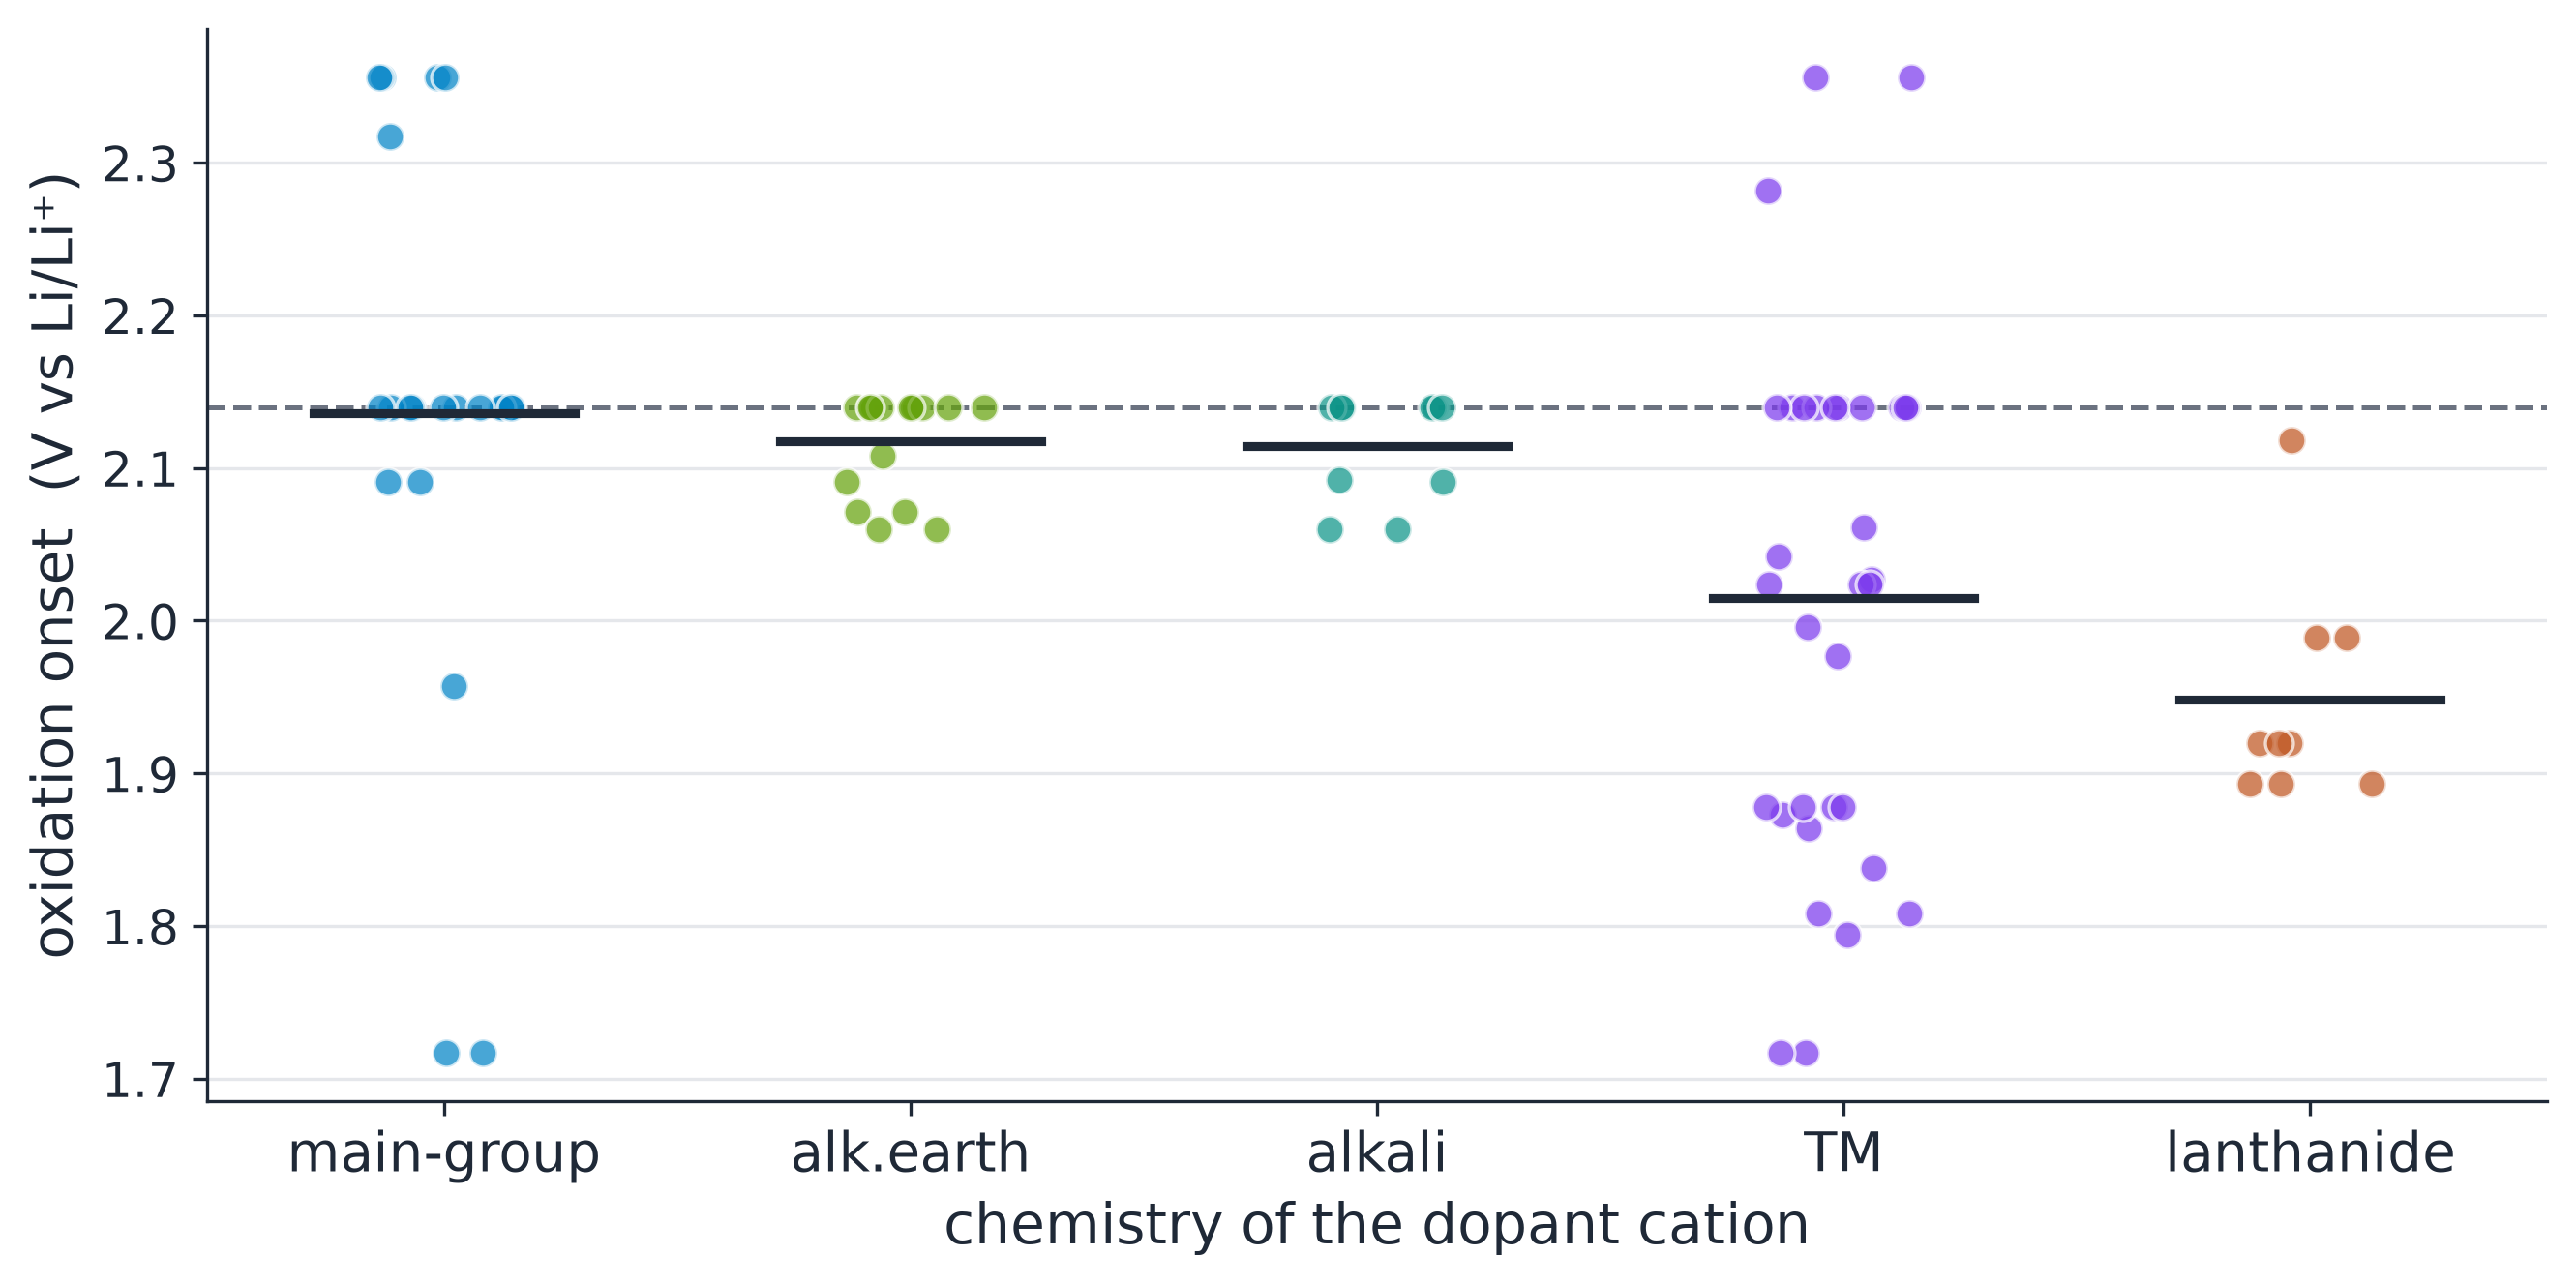 oxidation onset (V vs Li/Li⁺)
2.3
2.2
2.1
2.0
1.9
1.8
1.7
main-group alk.earth alkali TM lanthanide
chemistry of the dopant cation